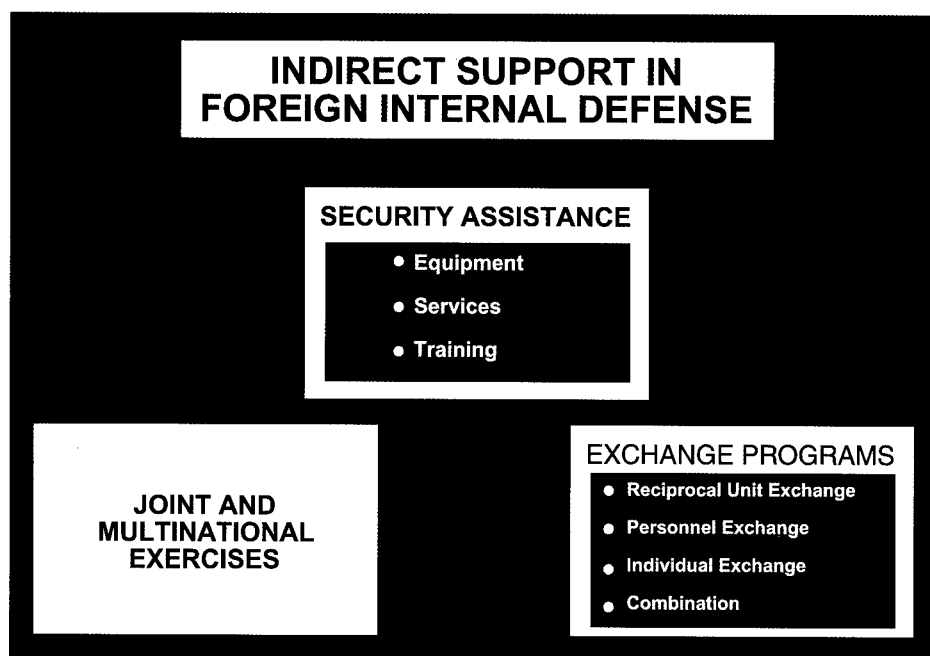 INDIRECT SUPPORT IN
FOREIGN INTERNAL DEFENSE
SECURITY ASSISTANCE
• Equipment
• Services
• Training
JOINT AND
MULTINATIONAL
EXERCISES
EXCHANGE PROGRAMS
• Reciprocal Unit Exchange
• Personnel Exchange
• Individual Exchange
• Combination